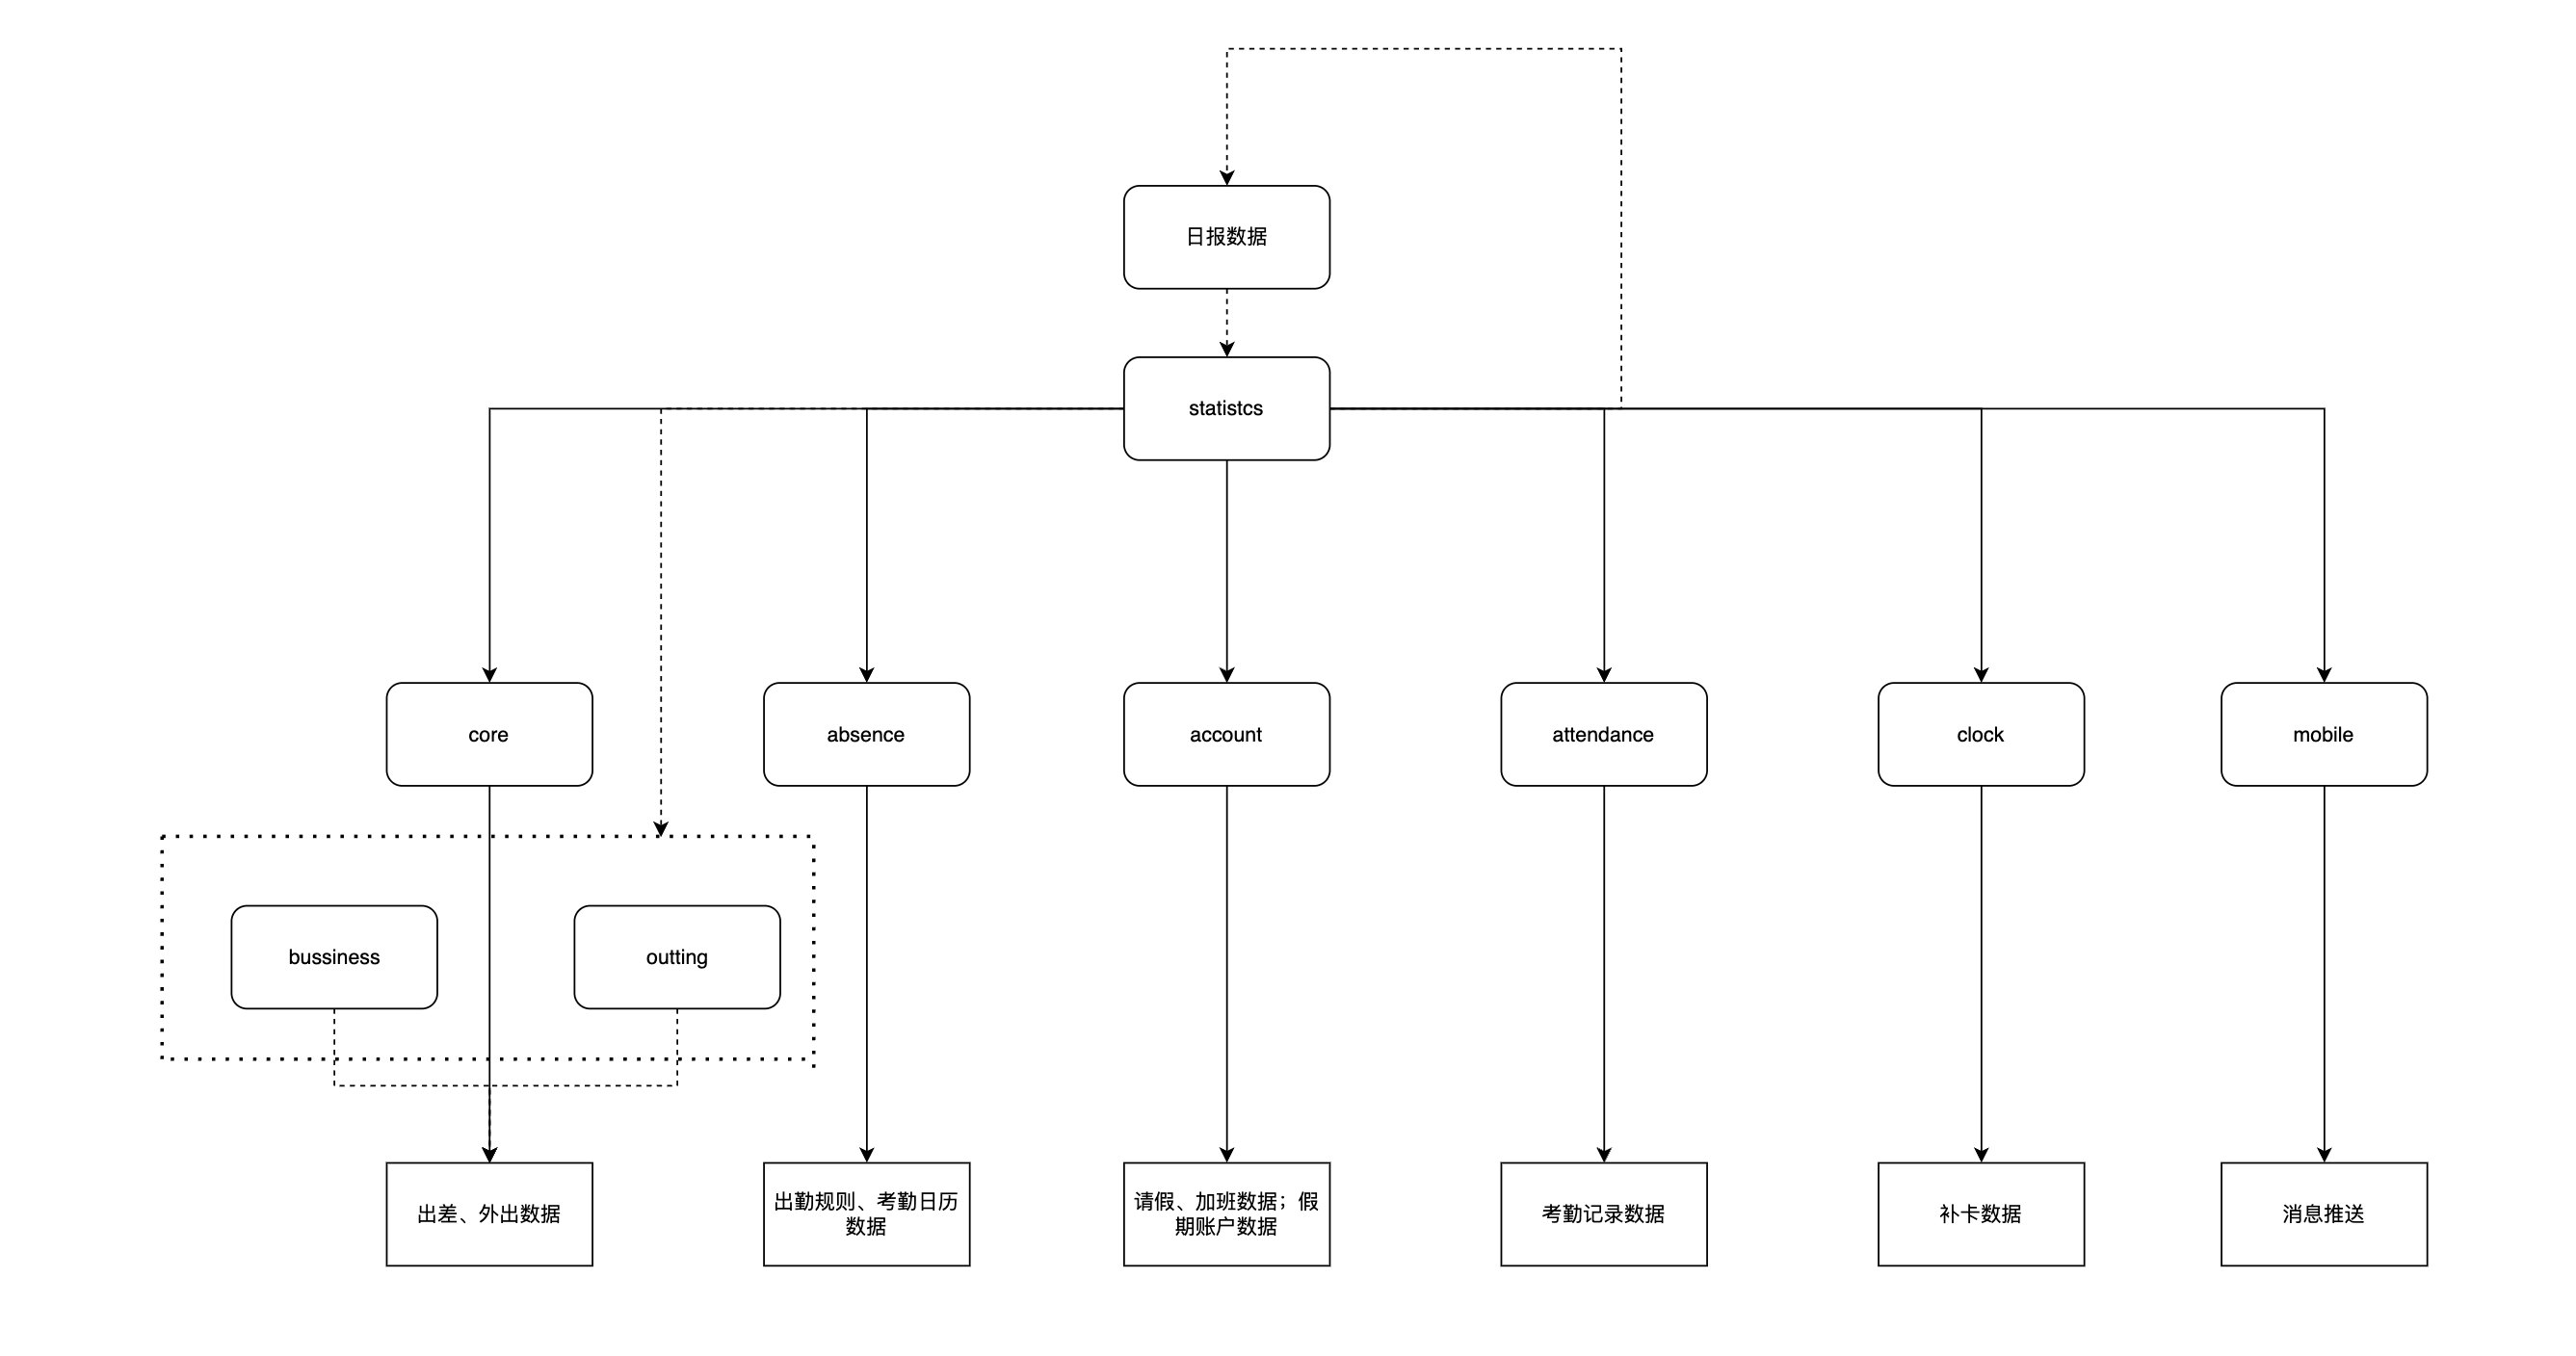 日报数据
statistcs
core
absence
account
attendance
clock
mobile
bussiness
outting
出差、外出数据
出勤规则、考勤日历
数据
请假、加班数据；假
期账户数据
考勤记录数据
补卡数据
消息推送